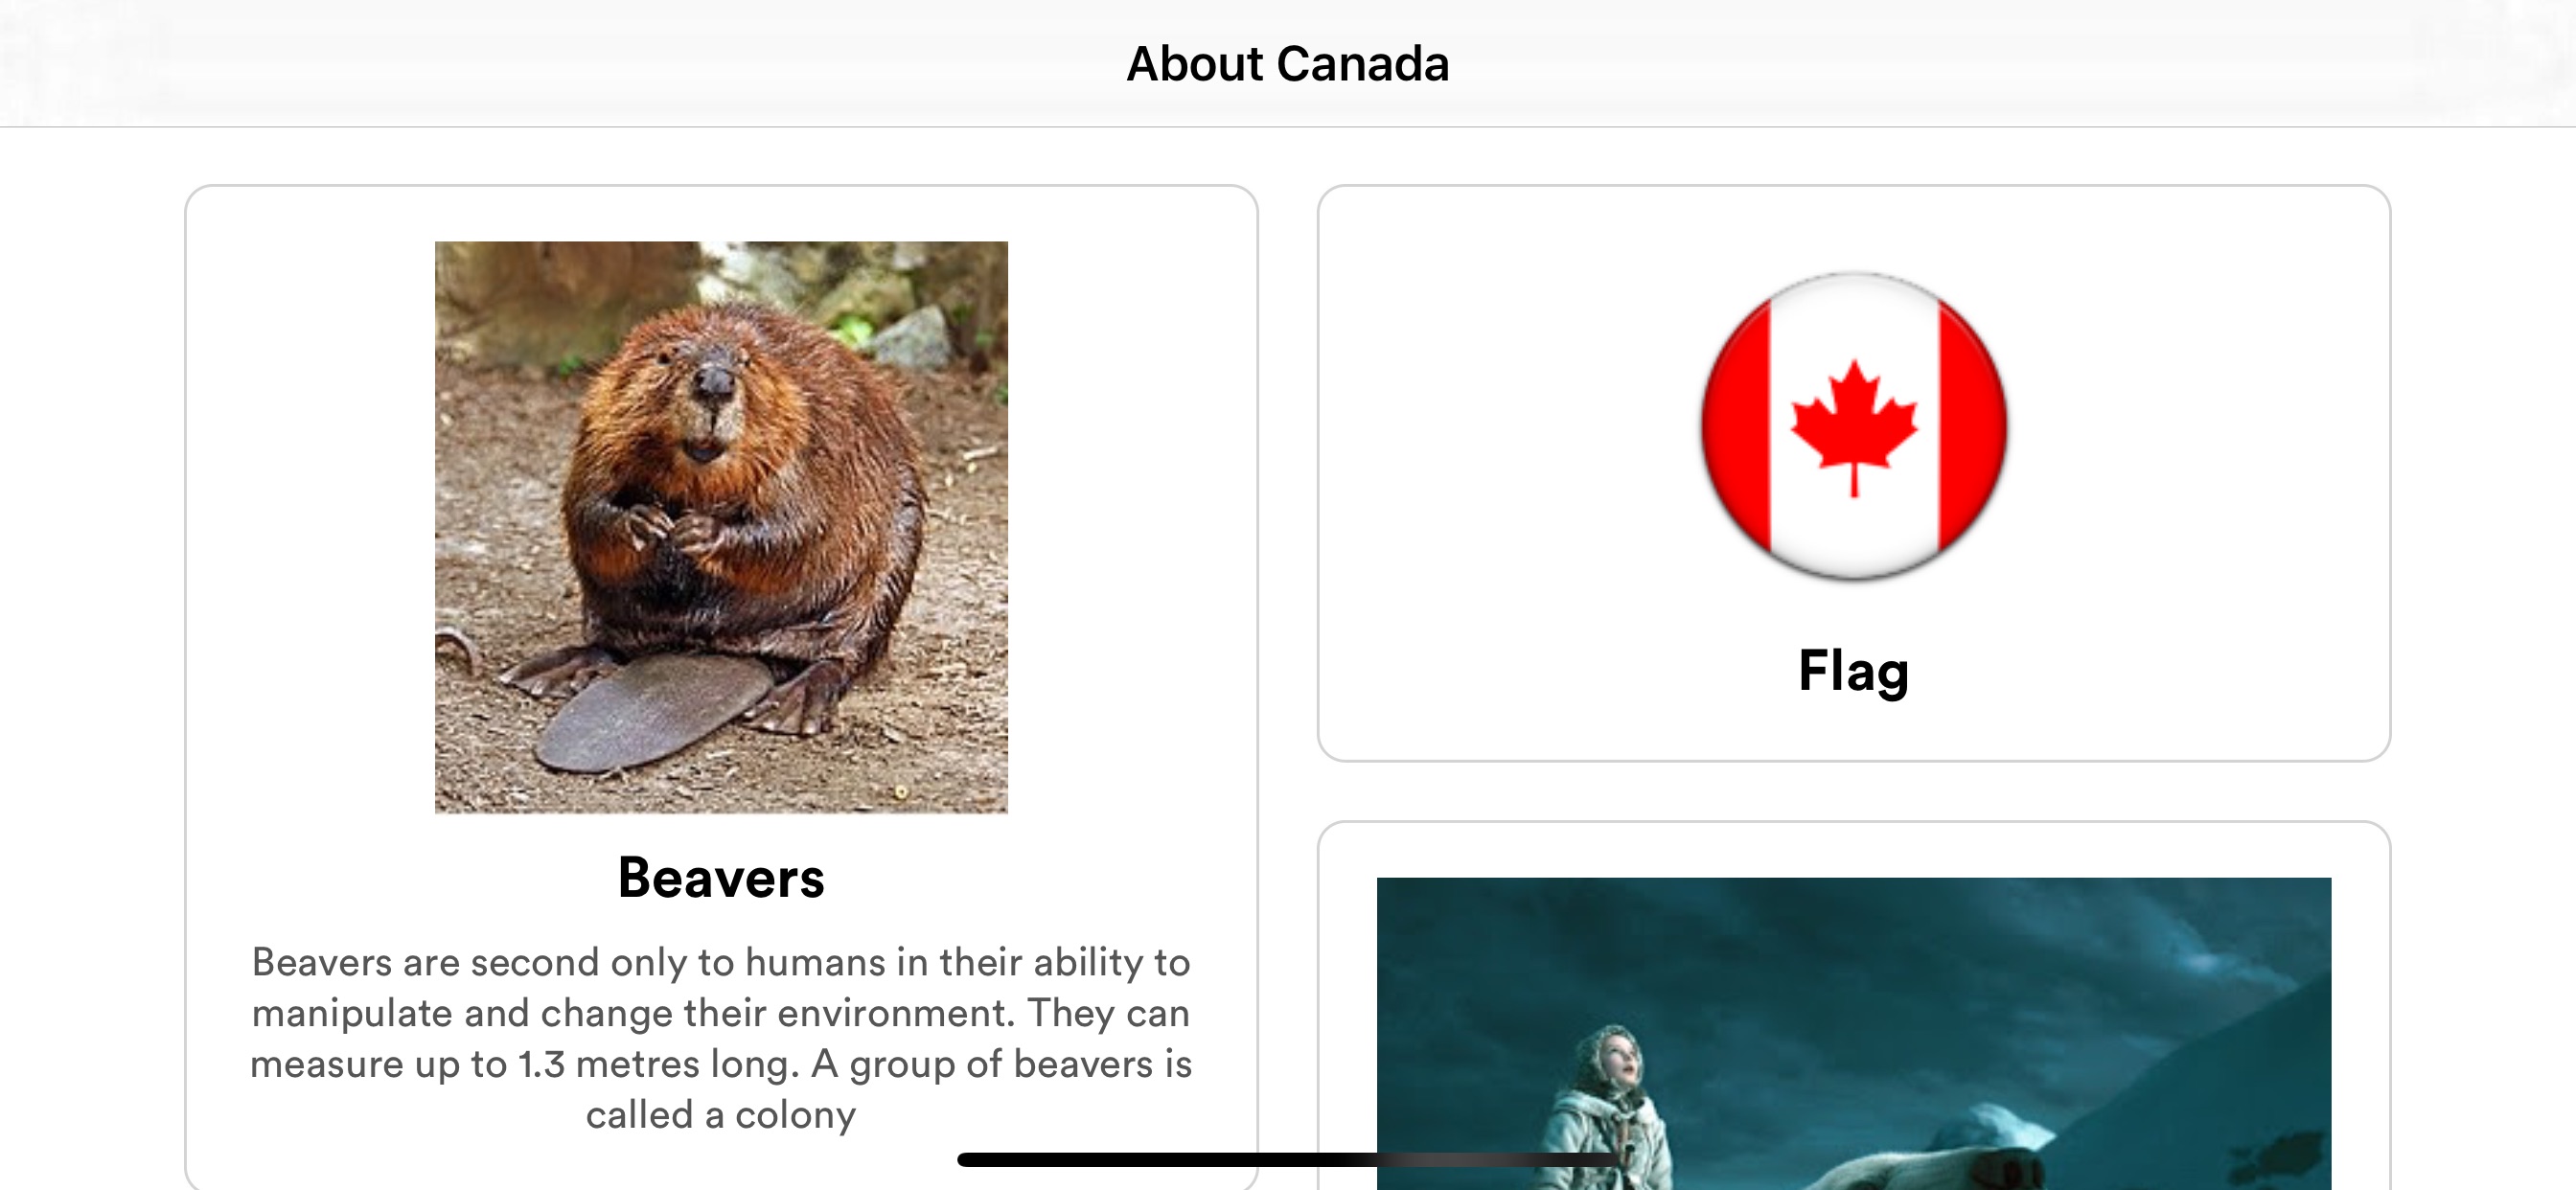 About Canada
Beavers
Beavers are second only to humans in their ability to
manipulate and change their environment. They can
measure up to 1.3 metres long. A group of beavers is
called a colony
Flag